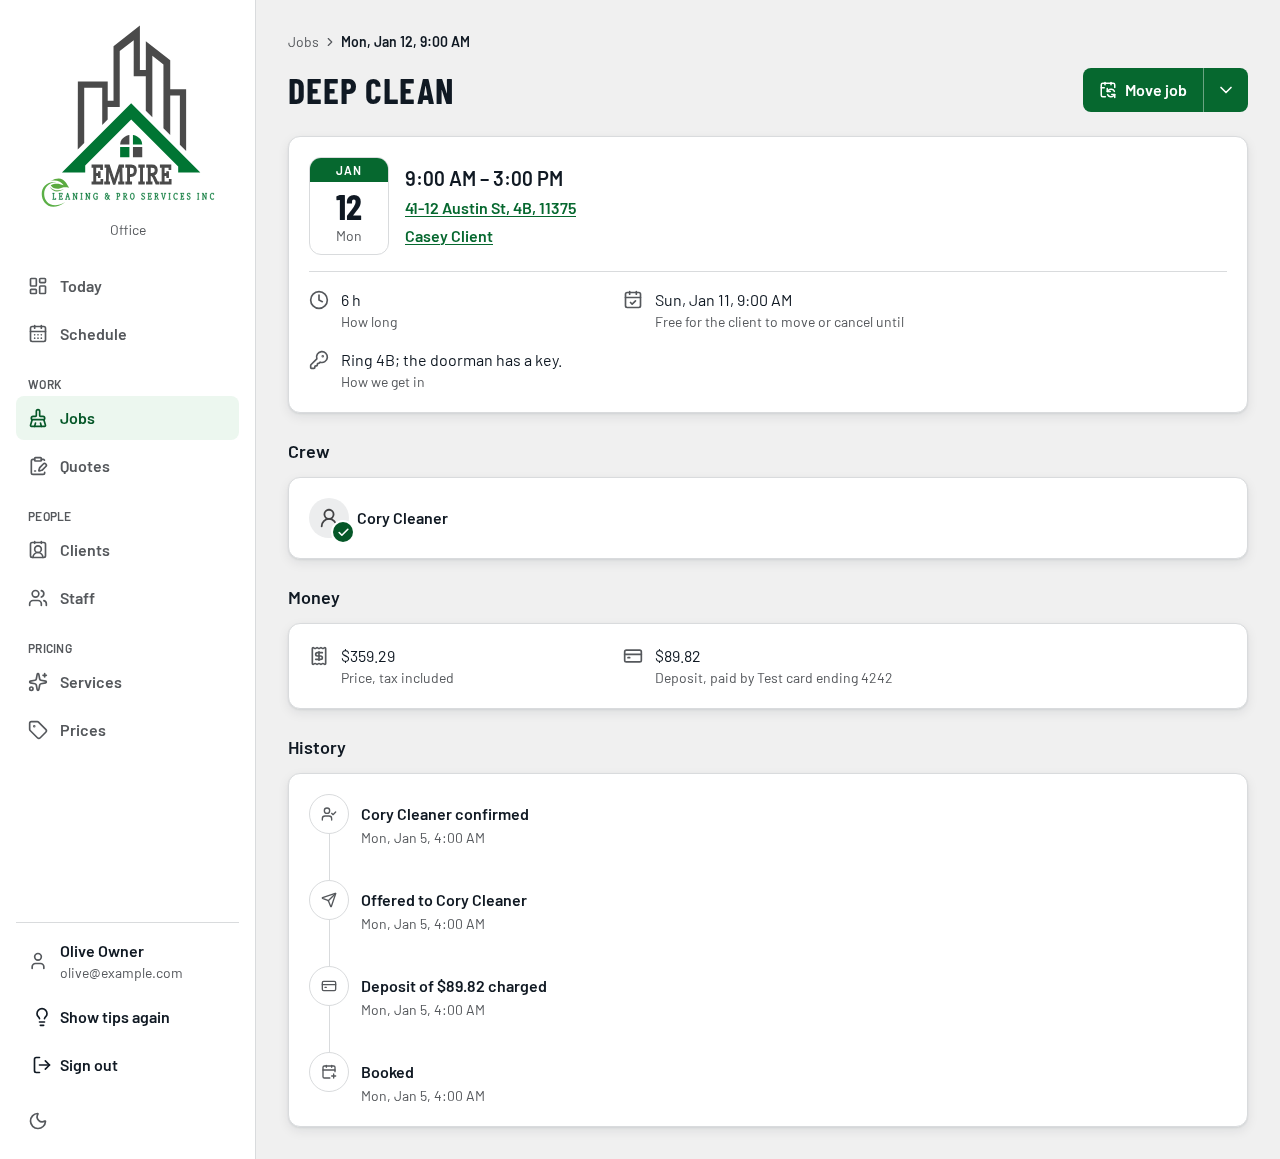 EMPIRE
LEANING & PRO SERVICES INC
Office
Today
Schedule
WORK
Jobs
Quotes
PEOPLE
Clients
Staff
PRICING
Services
Prices
Olive Owner
olive@example.com
Show tips again
Sign out
Jobs > Mon, Jan 12, 9:00 AM
DEEP CLEAN
Move job
JAN
12
Mon
9:00 AM – 3:00 PM
41-12 Austin St, 4B, 11375
Casey Client
6 h
How long
Sun, Jan 11, 9:00 AM
Free for the client to move or cancel until
Ring 4B; the doorman has a key.
How we get in
Crew
Cory Cleaner
Money
$359.29
Price, tax included
$89.82
Deposit, paid by Test card ending 4242
History
Cory Cleaner confirmed
Mon, Jan 5, 4:00 AM
Offered to Cory Cleaner
Mon, Jan 5, 4:00 AM
Deposit of $89.82 charged
Mon, Jan 5, 4:00 AM
Booked
Mon, Jan 5, 4:00 AM